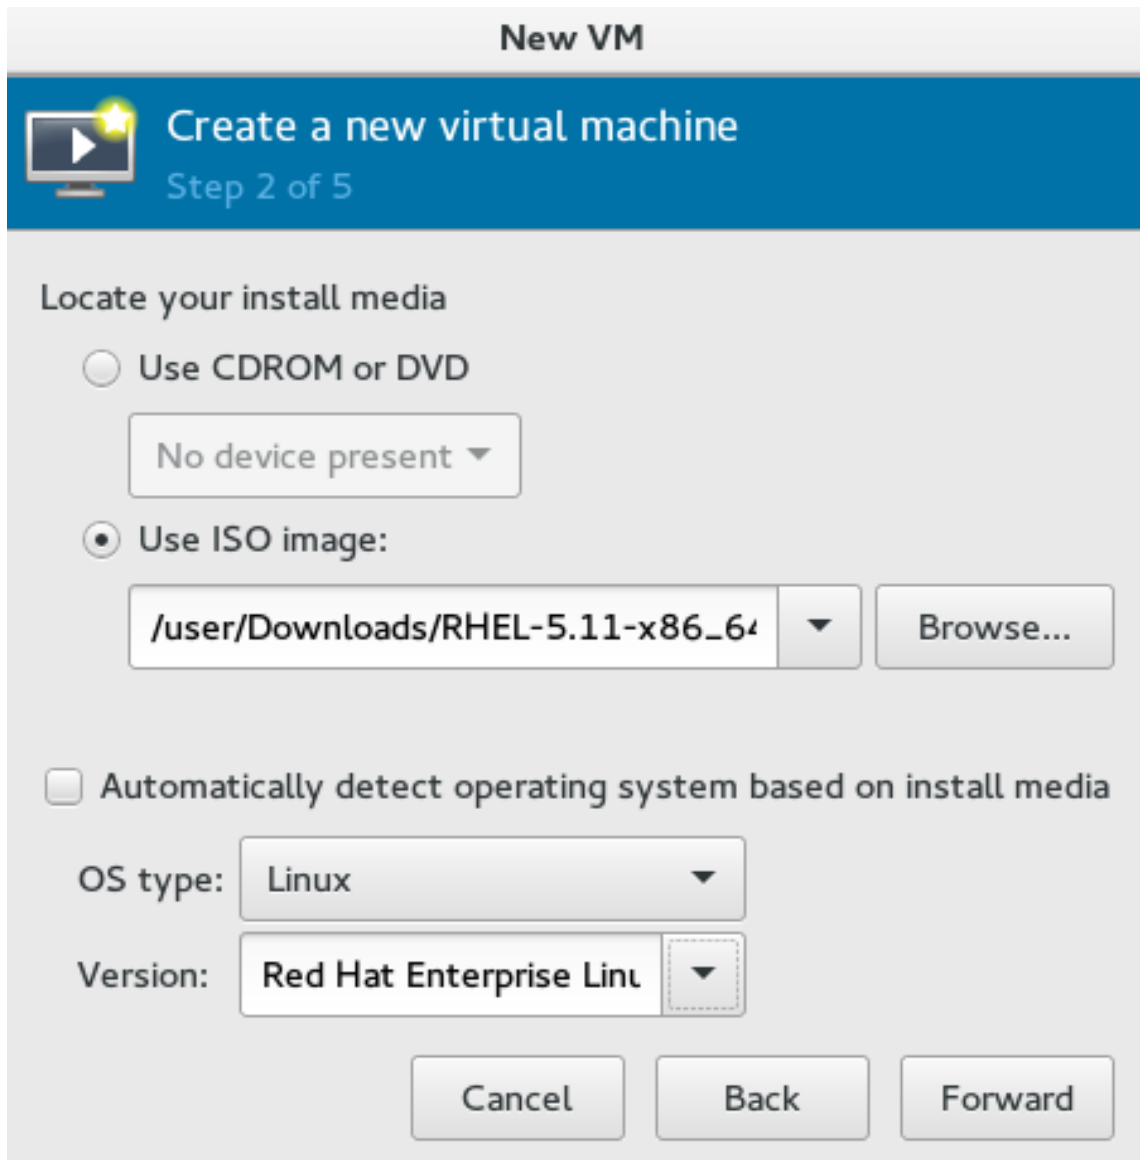 New VM
Create a new virtual machine
Step 2 of 5
Locate your install media
Use CDROM or DVD
No device present
Use ISO image:
/user/Downloads/RHEL-5.11-x86_64 Browse...
Automatically detect operating system based on install media
OS type: Linux
Version: Red Hat Enterprise Linu
Cancel Back Forward